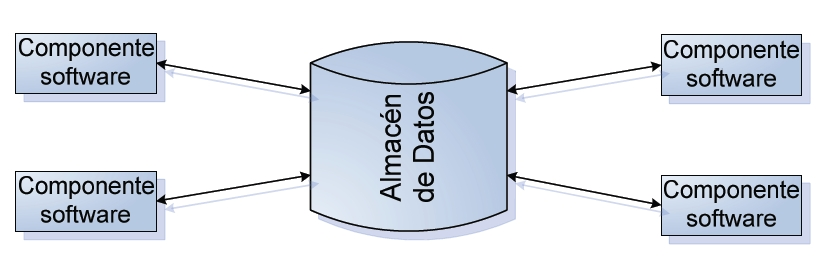 Componente
software
Componente
software
Almacén
de Datos
Componente
software
Componente
software